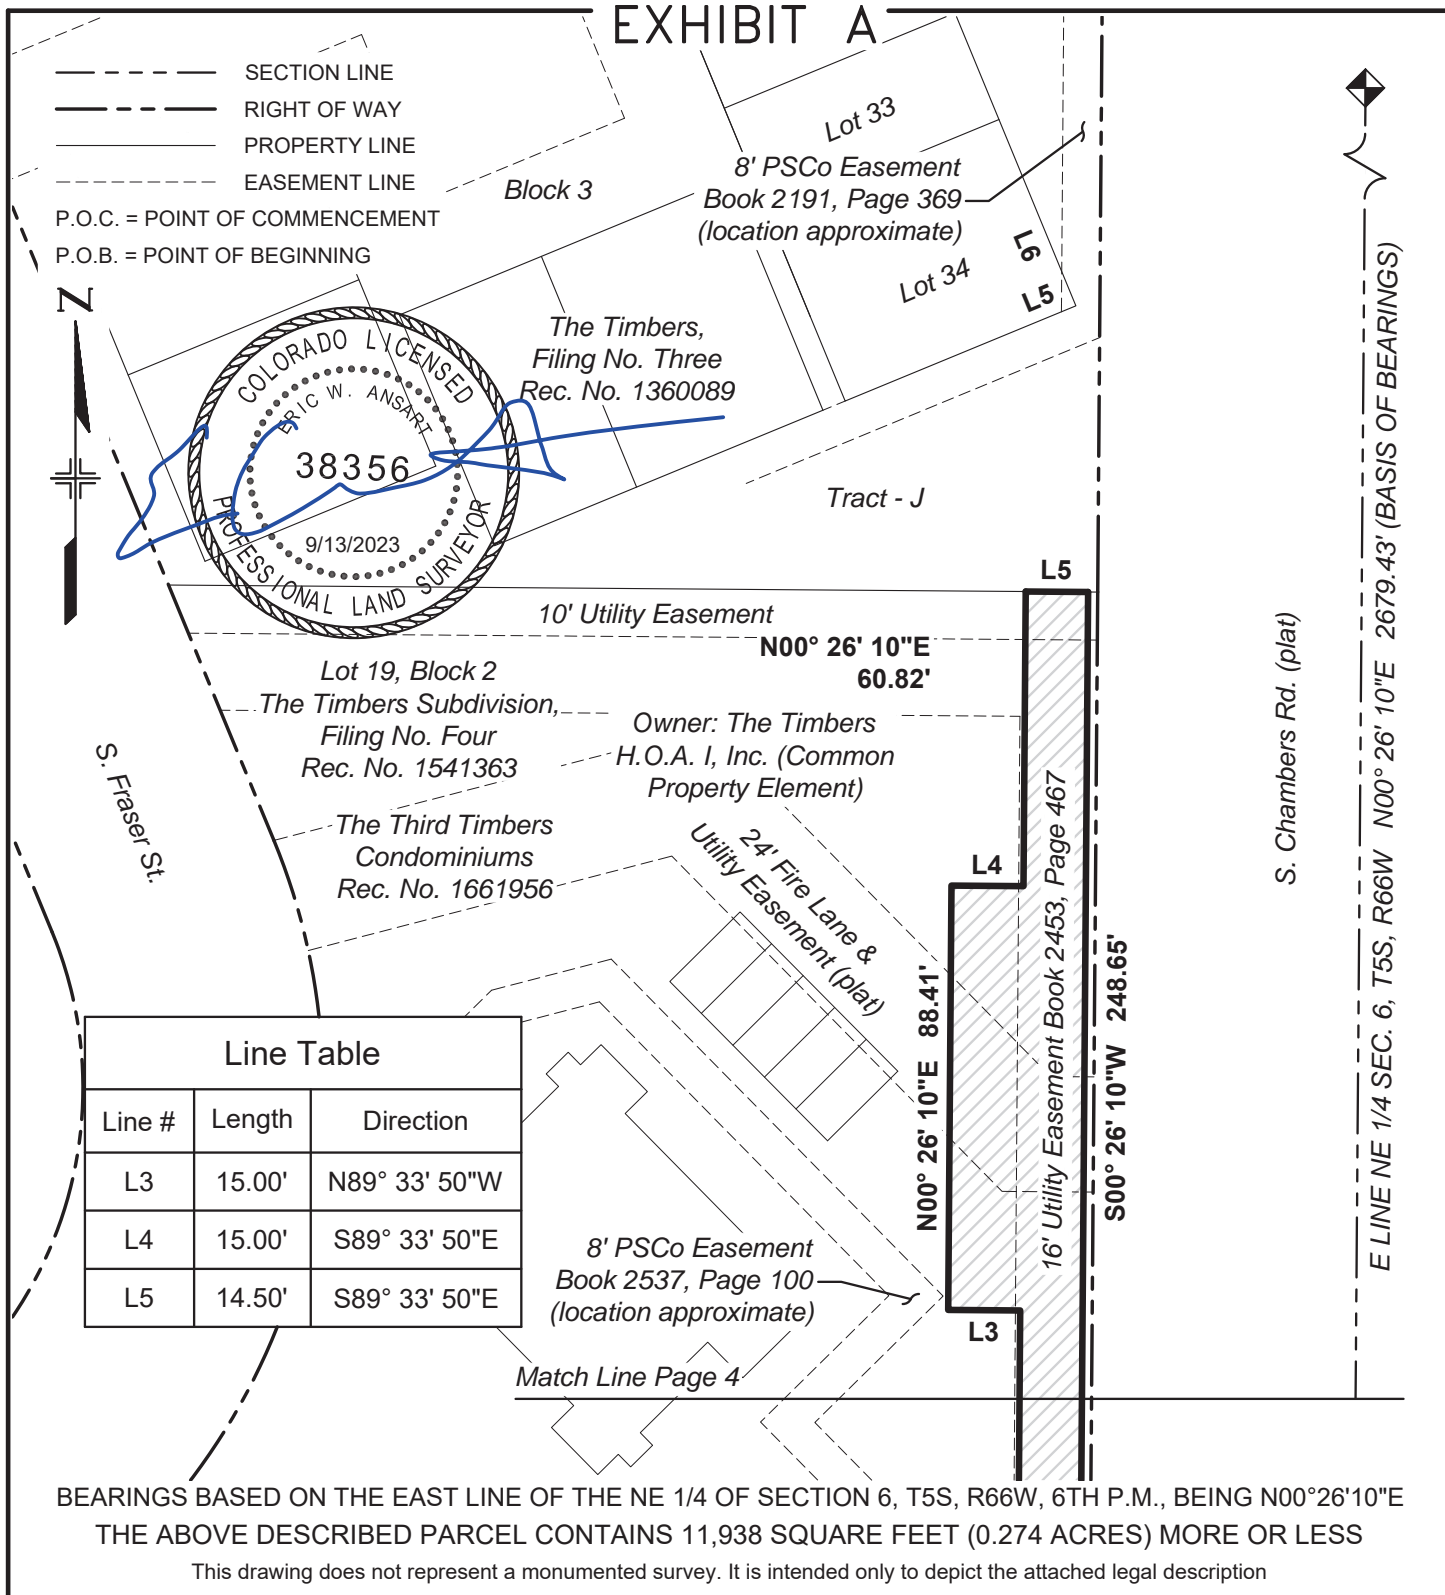 EXHIBIT A
SECTION LINE
RIGHT OF WAY
PROPERTY LINE
EASEMENT LINE
P.O.C. = POINT OF COMMENCEMENT
P.O.B. = POINT OF BEGINNING
N
Block 3
Lot 33
8' PSCo Easement
Book 2191, Page 369
(location approximate)
L6
Lot 34
L5
The Timbers,
Filing No. Three
Rec. No. 1360089
COLORADO LICENSED
ERIC W. ANSART
38356
9/13/2023
PROFESSIONAL LAND SURVEYOR
Tract - J
L5
10' Utility Easement
N00° 26' 10"E
60.82'
Lot 19, Block 2
The Timbers Subdivision,
Filing No. Four
Rec. No. 1541363
Owner: The Timbers
H.O.A. I, Inc. (Common
Property Element)
S. Fraser St.
The Third Timbers
Condominiums
Rec. No. 1661956
24' Fire Lane &
Utility Easement (plat)
L4
16' Utility Easement Book 2453, Page 467
N00° 26' 10"E 88.41'
S00° 26' 10"W 248.65'
S. Chambers Rd. (plat)
E LINE NE 1/4 SEC. 6, T5S, R66W N00° 26' 10"E 2679.43' (BASIS OF BEARINGS)
Line Table
Line # Length Direction
L3 15.00' N89° 33' 50"W
L4 15.00' S89° 33' 50"E
L5 14.50' S89° 33' 50"E
8' PSCo Easement
Book 2537, Page 100
(location approximate)
L3
Match Line Page 4
BEARINGS BASED ON THE EAST LINE OF THE NE 1/4 OF SECTION 6, T5S, R66W, 6TH P.M., BEING N00°26'10"E
THE ABOVE DESCRIBED PARCEL CONTAINS 11,938 SQUARE FEET (0.274 ACRES) MORE OR LESS
This drawing does not represent a monumented survey. It is intended only to depict the attached legal description